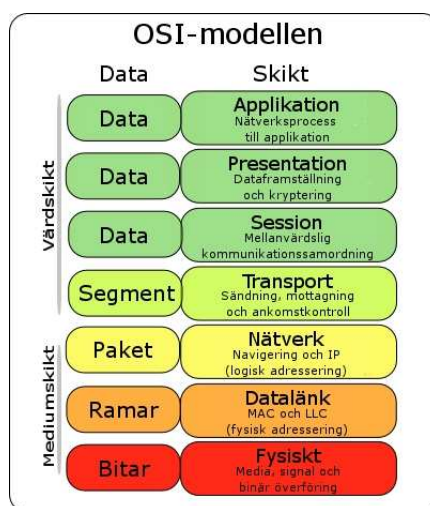 OSI-modellen
Data Skikt
Värdskikt
Data
Applikation
Nätverksprocess
till applikation
Data
Presentation
Dataframställning
och kryptering
Data
Session
Mellanvärdslig
kommunikationssamordning
Segment
Transport
Sändning, mottagning
och ankomstkontroll
Mediumskikt
Paket
Nätverk
Navigering och IP
(logisk adressering)
Ramar
Datalänk
MAC och LLC
(fysisk adressering)
Bitar
Fysiskt
Media, signal och
binär överföring